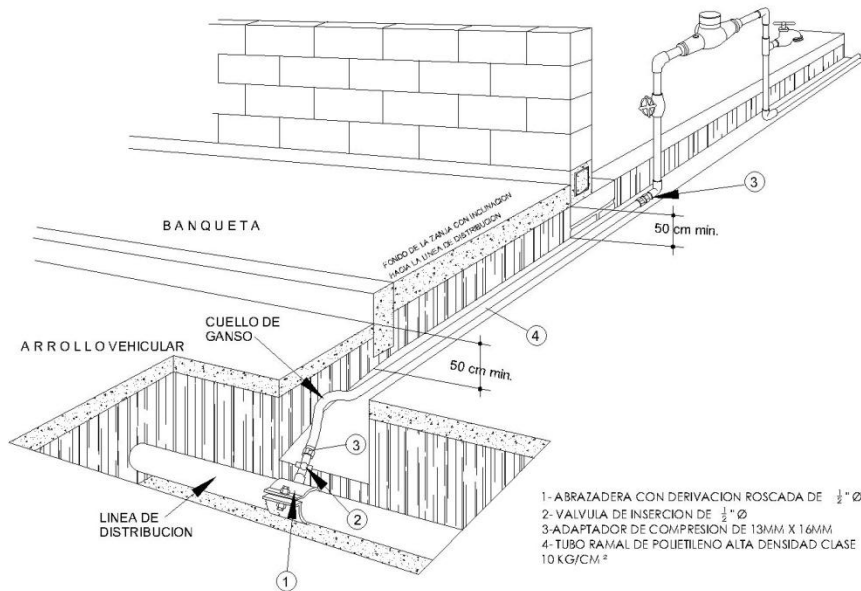 3
50 cm mín.
BANQUETA
FONDO DE LA ZANJA CON INCLINACION
HACIA LA LINEA DE DISTRIBUCION
4
CUELLO DE
GANSO
ARROLLO VEHICULAR
50 cm min.
3
2
LINEA DE
DISTRIBUCION
1
1- ABRAZADERA CON DERIVACION ROSCADA DE ½" Ø
2- VALVULA DE INSERCION DE ½" Ø
3-ADAPTADOR DE COMPRESION DE 13MM X 16MM
4- TUBO RAMAL DE POLIETILENO ALTA DENSIDAD CLASE
10 KG/CM²